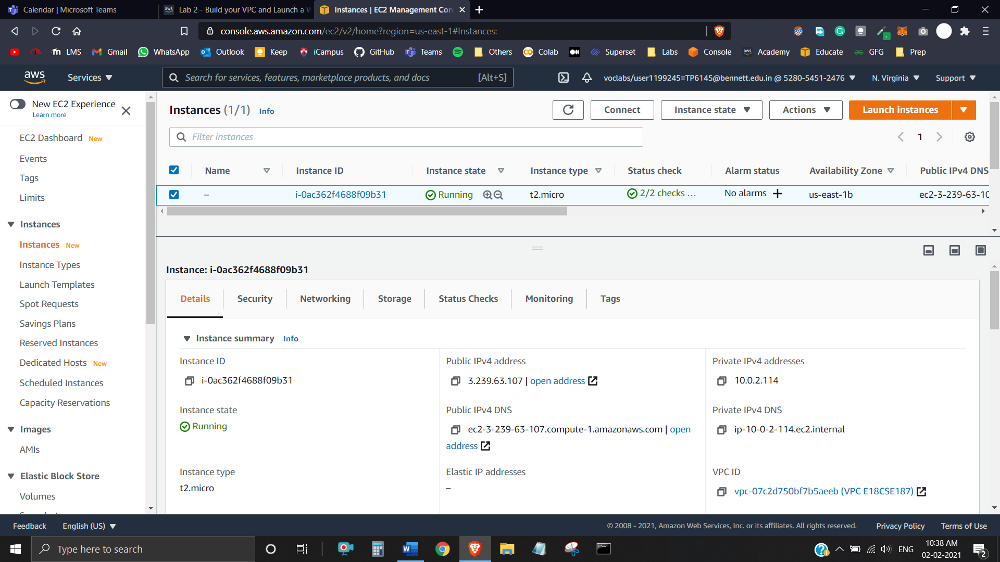 Calendar | Microsoft Teams
Lab 2 - Build your VPC and Launch a W
Instances | EC2 Management Con
console.aws.amazon.com/ec2/v2/home?region=us-east-1#Instances:
LMS Gmail WhatsApp Outlook Keep iCampus GitHub Teams Others Colab Superset Labs Console Academy Educate GFG Prep
aws Services Search for services, features, marketplace products, and docs [Alt+S] voclabs/user1199245=TP6145@bennett.edu.in @ 5280-5451-2476 N. Virginia Support
New EC2 Experience
Learn more
EC2 Dashboard New
Events
Tags
Limits
Instances
Instances New
Instance Types
Launch Templates
Spot Requests
Savings Plans
Reserved Instances
Dedicated Hosts New
Scheduled Instances
Capacity Reservations
Images
AMIs
Elastic Block Store
Volumes
Instances (1/1) Info
Connect Instance state Actions Launch instances
Filter instances
1
Name Instance ID Instance state Instance type Status check Alarm status Availability Zone Public IPv4 DNS
– i-0ac362f4688f09b31 Running t2.micro 2/2 checks ... No alarms + us-east-1b ec2-3-239-63-10
Instance: i-0ac362f4688f09b31
Details Security Networking Storage Status Checks Monitoring Tags
Instance summary Info
Instance ID
i-0ac362f4688f09b31
Public IPv4 address
3.239.63.107 | open address
Private IPv4 addresses
10.0.2.114
Instance state
Running
Public IPv4 DNS
ec2-3-239-63-107.compute-1.amazonaws.com | open
address
Private IPv4 DNS
ip-10-0-2-114.ec2.internal
Instance type
t2.micro
Elastic IP addresses
–
VPC ID
vpc-07c2d750bf7b5aeeb (VPC E18CSE187)
Feedback English (US) © 2008 - 2021, Amazon Web Services, Inc. or its affiliates. All rights reserved. Privacy Policy Terms of Use
Type here to search
ENG
10:38 AM
02-02-2021
2